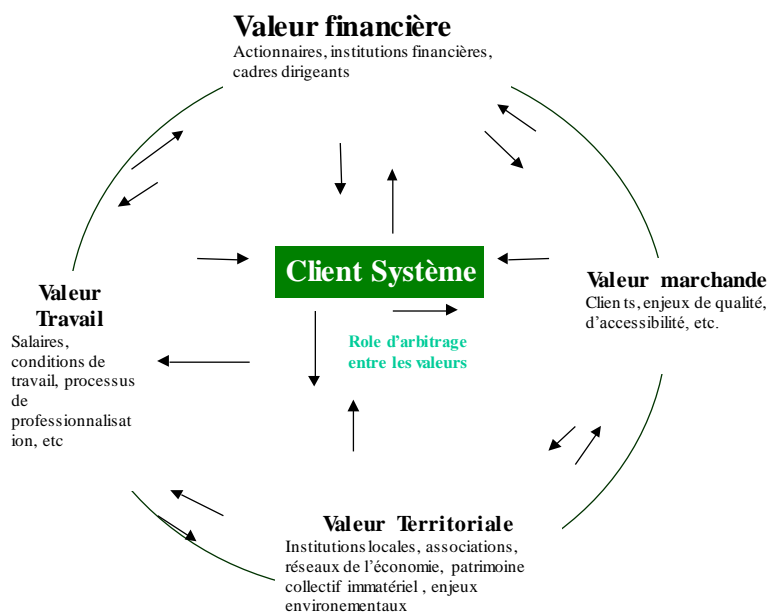 Valeur financière
Actionnaires, institutions financières,
cadres dirigeants
Client Système
Valeur
Travail
Salaires,
conditions de
travail, processus
de
professionnalisat
ion, etc
Valeur marchande
Clients, enjeux de qualité,
d'accessibilité, etc.
Role d'arbitrage
entre les valeurs
Valeur Territoriale
Institutions locales, associations,
réseaux de l'économie, patrimoine
collectif immatériel , enjeux
environementaux